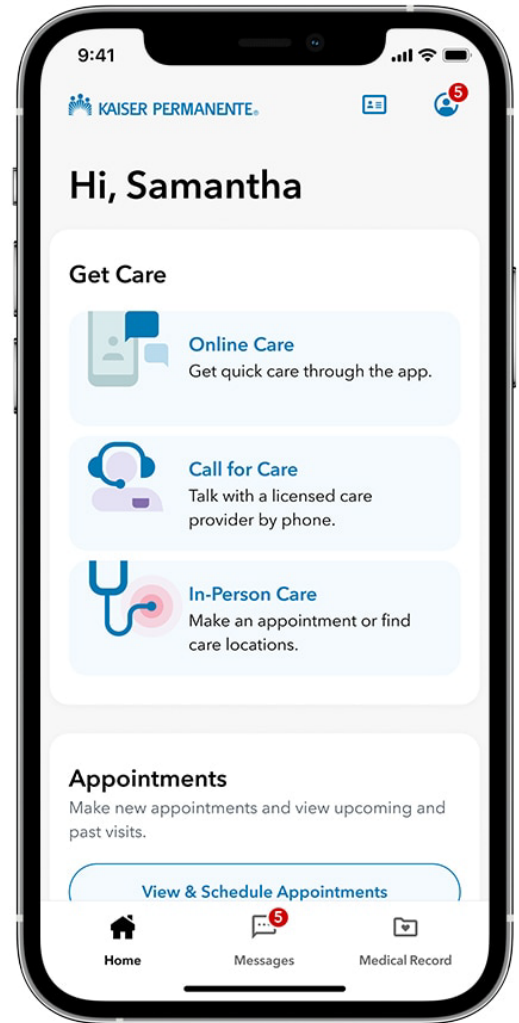 9:41
KAISER PERMANENTE®
5
Hi, Samantha
Get Care
Online Care
Get quick care through the app.
Call for Care
Talk with a licensed care
provider by phone.
In-Person Care
Make an appointment or find
care locations.
Appointments
Make new appointments and view upcoming and
past visits.
View & Schedule Appointments
5
Home
Messages
Medical Record